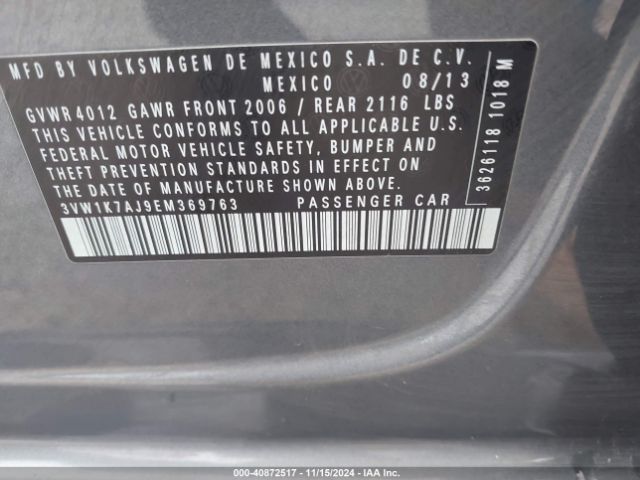 MFD BY VOLKSWAGEN DE MEXICO S.A. DE C.V.
MEXICO 08/13
GVWR 4012 GAWR FRONT 2006 / REAR 2116 LBS
THIS VEHICLE CONFORMS TO ALL APPLICABLE U.S.
FEDERAL MOTOR VEHICLE SAFETY, BUMPER AND
THEFT PREVENTION STANDARDS IN EFFECT ON
THE DATE OF MANUFACTURE SHOWN ABOVE.
3VW1K7AJ9EM369763 PASSENGER CAR
3626118 1018 M
000-40872517 - 11/15/2024 - IAAI.com